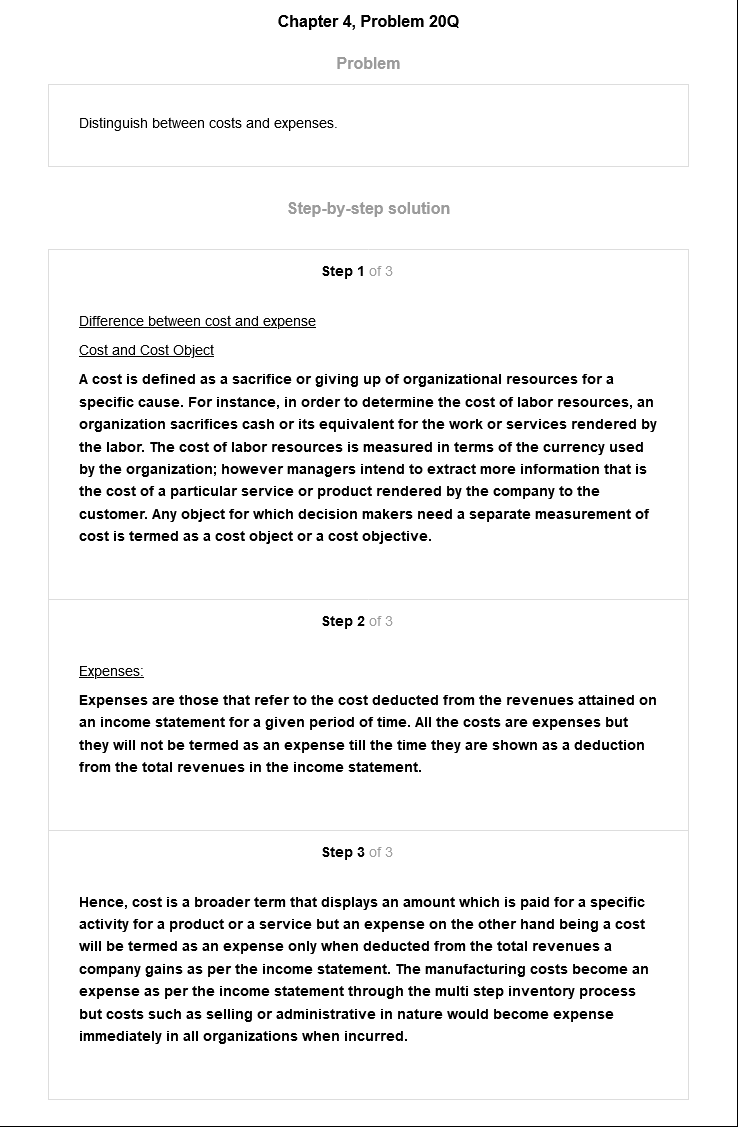 Chapter 4, Problem 20Q
Problem
Distinguish between costs and expenses.
Step-by-step solution
Step 1 of 3
Difference between cost and expense
Cost and Cost Object
A cost is defined as a sacrifice or giving up of organizational resources for a
specific cause. For instance, in order to determine the cost of labor resources, an
organization sacrifices cash or its equivalent for the work or services rendered by
the labor. The cost of labor resources is measured in terms of the currency used
by the organization; however managers intend to extract more information that is
the cost of a particular service or product rendered by the company to the
customer. Any object for which decision makers need a separate measurement of
cost is termed as a cost object or a cost objective.
Step 2 of 3
Expenses:
Expenses are those that refer to the cost deducted from the revenues attained on
an income statement for a given period of time. All the costs are expenses but
they will not be termed as an expense till the time they are shown as a deduction
from the total revenues in the income statement.
Step 3 of 3
Hence, cost is a broader term that displays an amount which is paid for a specific
activity for a product or a service but an expense on the other hand being a cost
will be termed as an expense only when deducted from the total revenues a
company gains as per the income statement. The manufacturing costs become an
expense as per the income statement through the multi step inventory process
but costs such as selling or administrative in nature would become expense
immediately in all organizations when incurred.